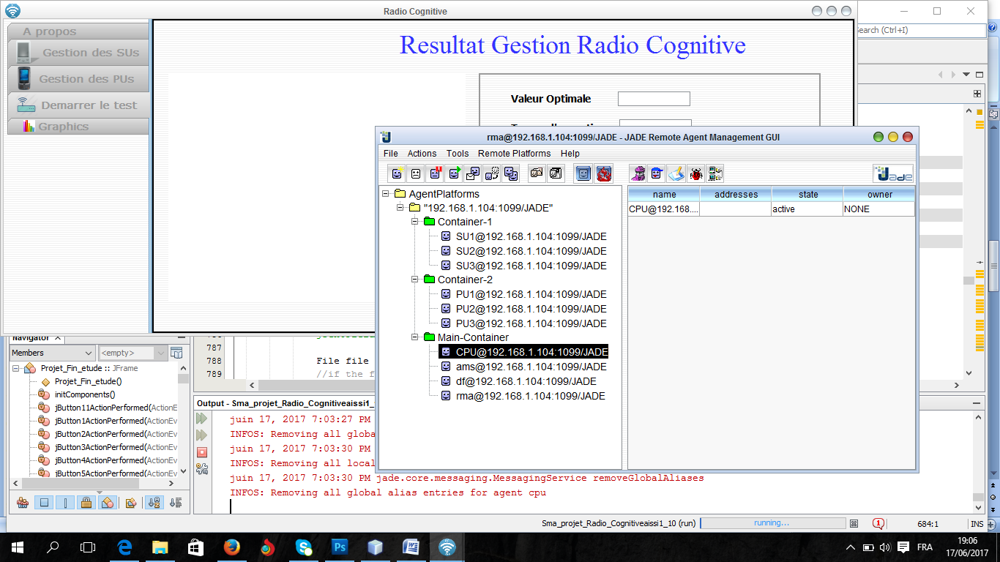 Radio Cognitive
A propos
Gestion des SUs
Gestion des PUs
Demarrer le test
Graphics
Resultat Gestion Radio Cognitive
Valeur Optimale
Search (Ctrl+I)
rma@192.168.1.104:1099/JADE - JADE Remote Agent Management GUI
File Actions Tools Remote Platforms Help
Jade
AgentPlatforms
"192.168.1.104:1099/JADE"
Container-1
SU1@192.168.1.104:1099/JADE
SU2@192.168.1.104:1099/JADE
SU3@192.168.1.104:1099/JADE
Container-2
PU1@192.168.1.104:1099/JADE
PU2@192.168.1.104:1099/JADE
PU3@192.168.1.104:1099/JADE
Main-Container
CPU@192.168.1.104:1099/JADE
ams@192.168.1.104:1099/JADE
df@192.168.1.104:1099/JADE
rma@192.168.1.104:1099/JADE
name addresses state owner
CPU@192.168.... active NONE
Navigator
Members <empty>
Projet_Fin_etude :: JFrame
Projet_Fin_etude()
initComponents()
jButton11ActionPerformed(ActionEv
jButton1ActionPerformed(ActionEv
jButton2ActionPerformed(ActionEv
jButton3ActionPerformed(ActionEv
jButton4ActionPerformed(ActionEv
jButton5ActionPerformed(ActionEv
787
788 File file
789 //if the f
Output - Sma_projet_Radio_Cognitiveaissi1_
juin 17, 2017 7:03:27 PM
INFOS: Removing all globa
juin 17, 2017 7:03:30 PM
INFOS: Removing all local
juin 17, 2017 7:03:30 PM jade.core.messaging.MessagingService removeGlobalAliases
INFOS: Removing all global alias entries for agent cpu
Sma_projet_Radio_Cognitiveaissi1_10 (run) running... 1 684:1 INS
Ps W FRA 19:06
17/06/2017